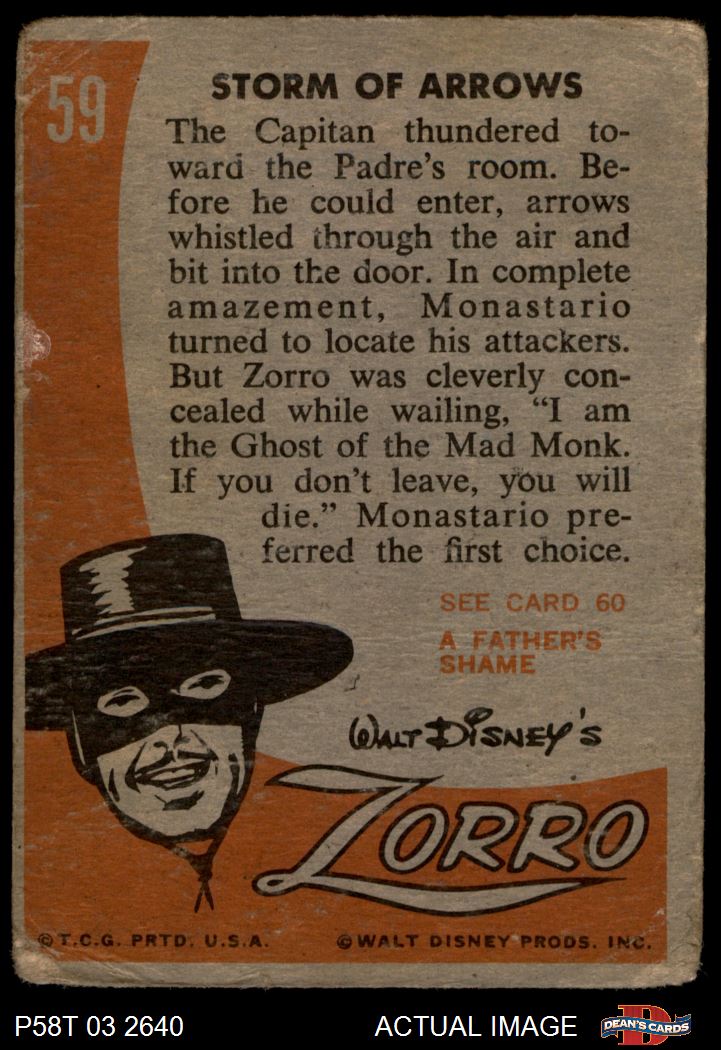 59
STORM OF ARROWS
The Capitan thundered to-
ward the Padre's room. Be-
fore he could enter, arrows
whistled through the air and
bit into the door. In complete
amazement, Monastario
turned to locate his attackers.
But Zorro was cleverly con-
cealed while wailing, "I am
the Ghost of the Mad Monk.
If you don't leave, you will
die." Monastario pre-
ferred the first choice.
SEE CARD 60
A FATHER'S
SHAME
WALT DISNEY'S
ZORRO
© T.C.G. PRTD. U.S.A.
© WALT DISNEY PRODS. INC.
P58T 03 2640
ACTUAL IMAGE
D
DEAN'S CARDS